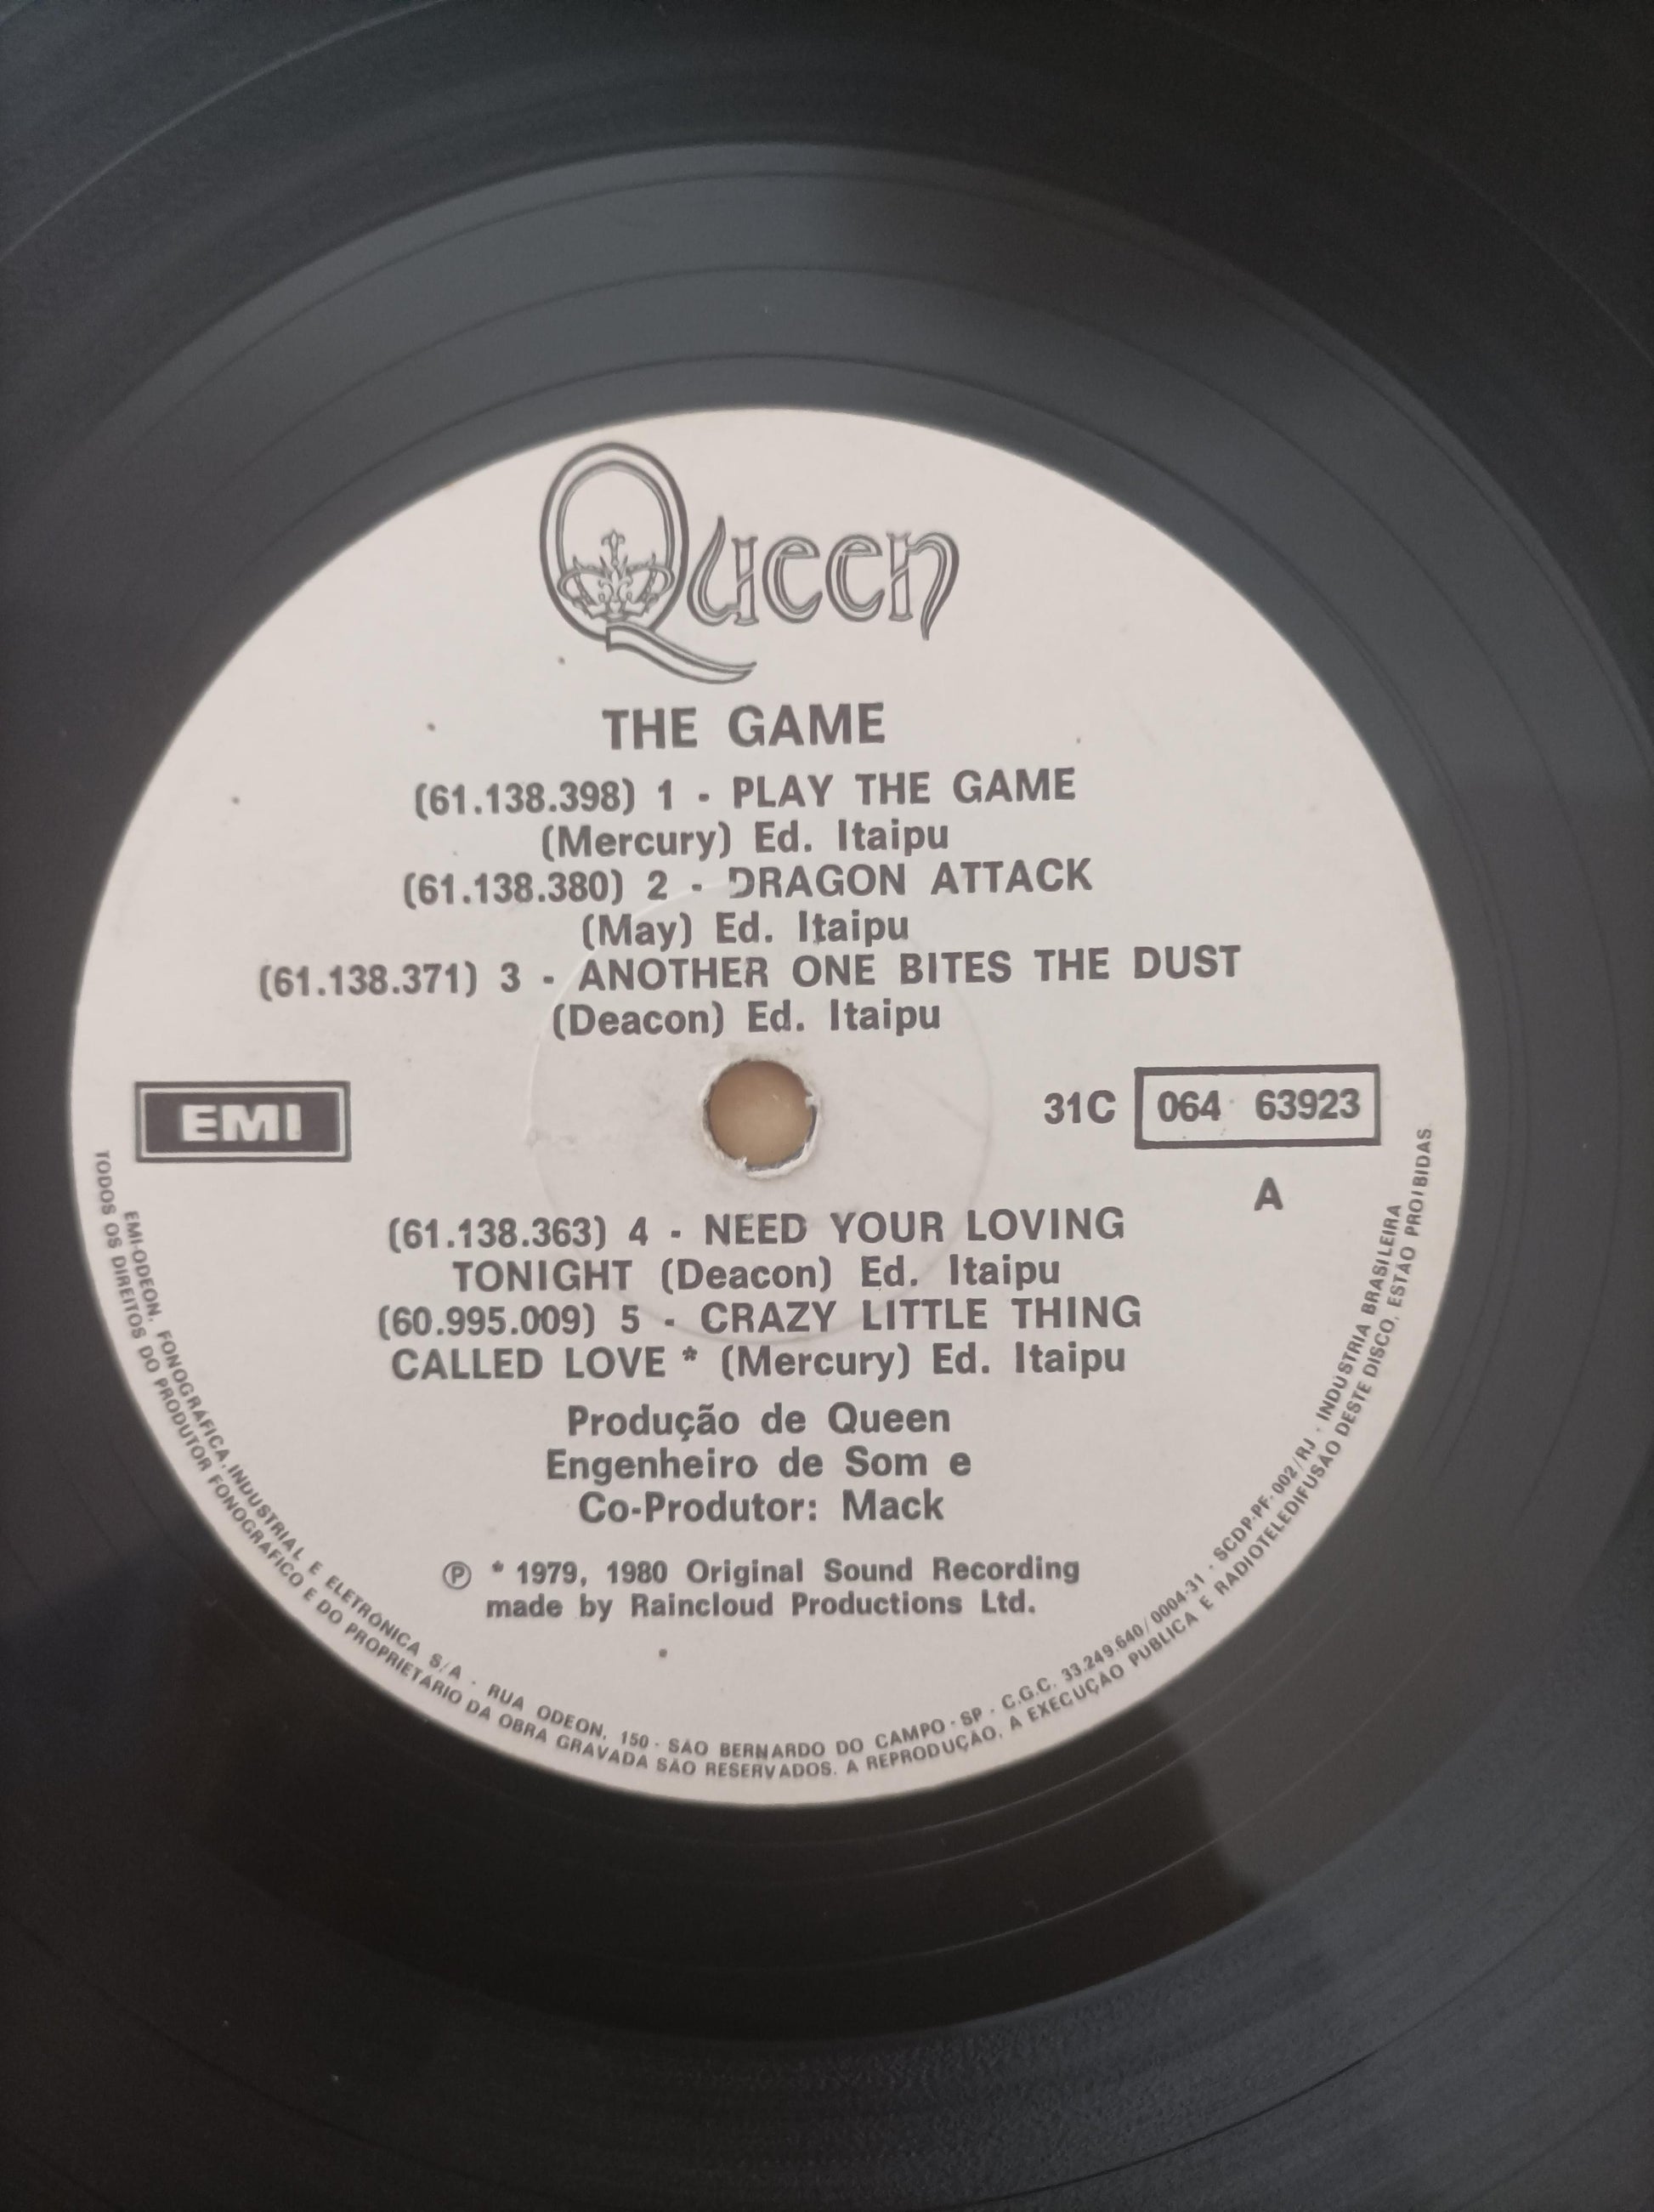 Queen
THE GAME
(61.138.398) 1 - PLAY THE GAME
(Mercury) Ed. Itaipu
(61.138.380) 2 - DRAGON ATTACK
(May) Ed. Itaipu
(61.138.371) 3 - ANOTHER ONE BITES THE DUST
(Deacon) Ed. Itaipu
EMI
31C 064 63923
A
(61.138.363) 4 - NEED YOUR LOVING
TONIGHT (Deacon) Ed. Itaipu
(60.995.009) 5 - CRAZY LITTLE THING
CALLED LOVE * (Mercury) Ed. Itaipu
Produção de Queen
Engenheiro de Som e
Co-Produtor: Mack
℗ * 1979, 1980 Original Sound Recording
made by Raincloud Productions Ltd.
EMI-ODEON, FONOGRÁFICA, INDUSTRIAL E ELETRÔNICA S/A - RUA ODEON, 150 - SÃO BERNARDO DO CAMPO - SP - C.G.C. 33.249.640/0004-31 - SCDP-PF-002/RJ - INDÚSTRIA BRASILEIRA
TODOS OS DIREITOS DO PRODUTOR FONOGRÁFICO E DO PROPRIETÁRIO DA OBRA GRAVADA SÃO RESERVADOS. A REPRODUÇÃO, A EXECUÇÃO PÚBLICA E RADIOTELEDIFUSÃO DESTE DISCO, ESTÃO PROIBIDAS.